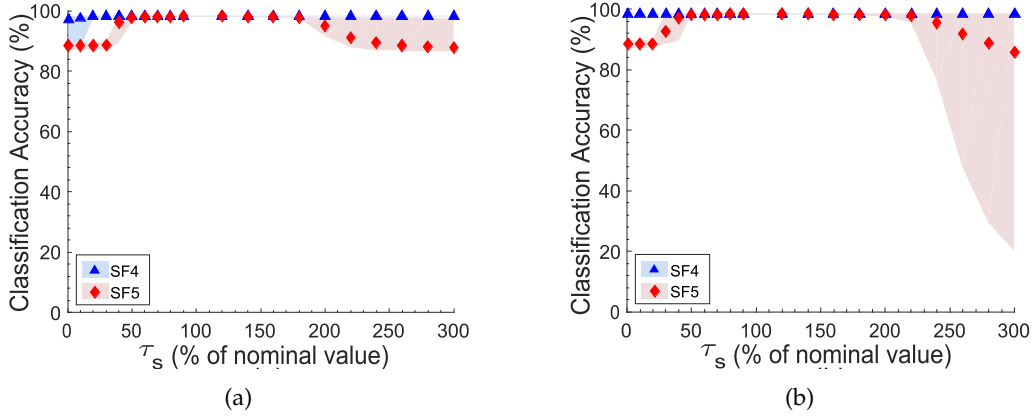 100
80
60
40
20
0
Classification Accuracy (%)
SF4
SF5
0 50 100 150 200 250 300
τs (% of nominal value)
(a)
100
80
60
40
20
0
Classification Accuracy (%)
SF4
SF5
0 50 100 150 200 250 300
τs (% of nominal value)
(b)